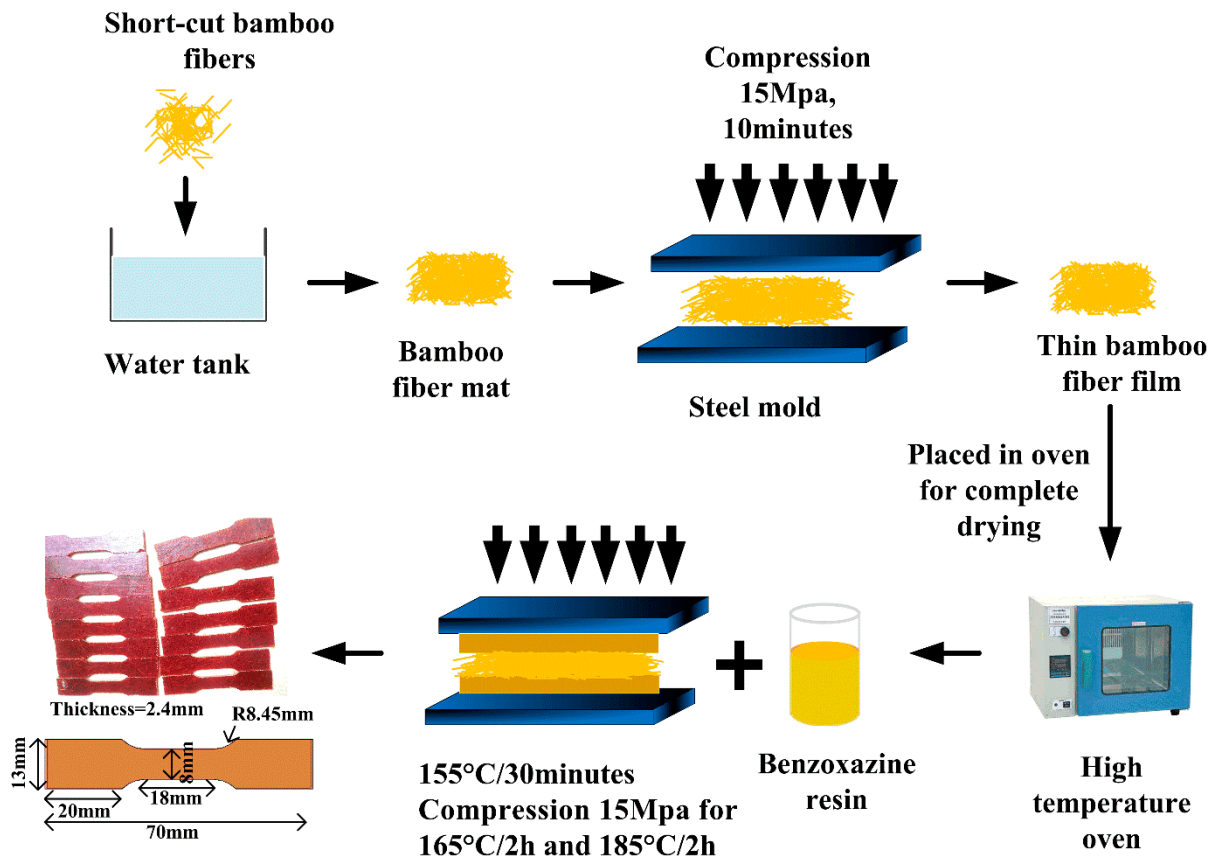 Short-cut bamboo
fibers
Compression
15Mpa,
10minutes
Water tank
Bamboo
fiber mat
Steel mold
Thin bamboo
fiber film
Placed in oven
for complete
drying
High
temperature
oven
Benzoxazine
resin
155°C/30minutes
Compression 15Mpa for
165°C/2h and 185°C/2h
Thickness=2.4mm
R8.45mm
13mm
8mm
18mm
20mm
70mm